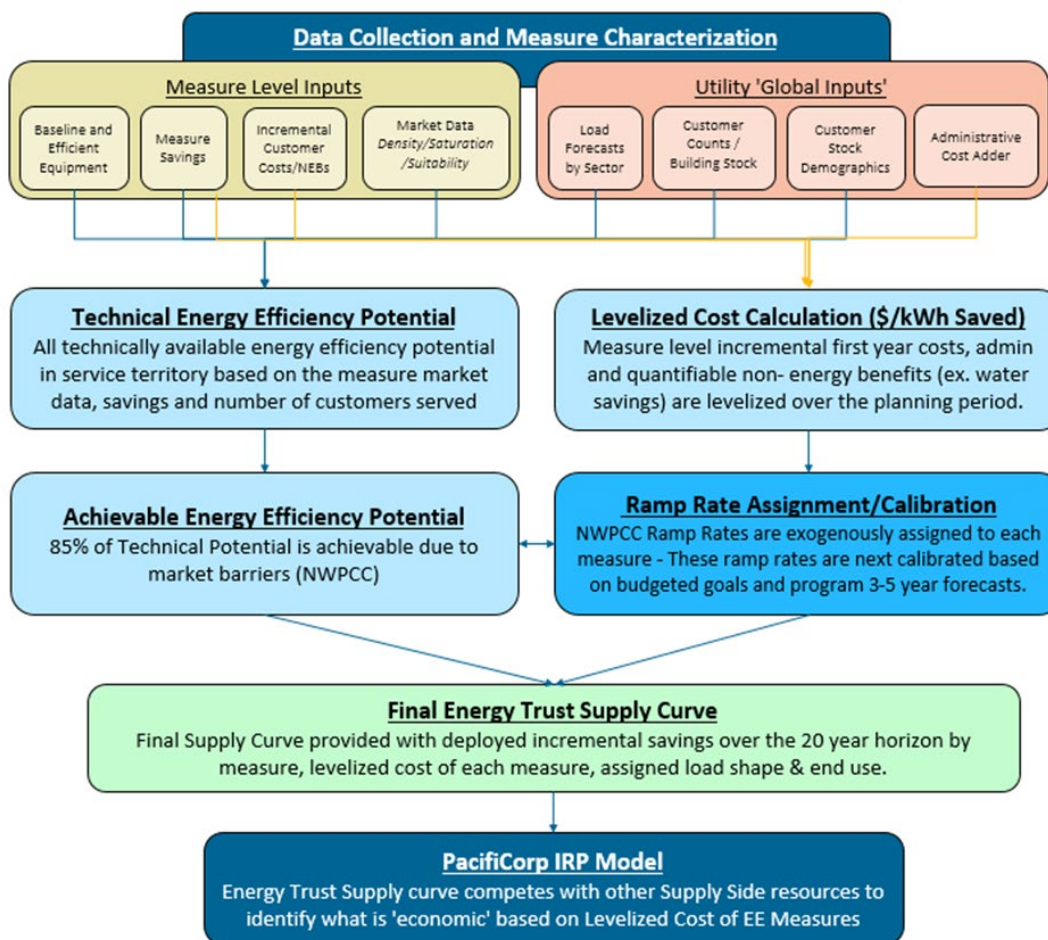 Data Collection and Measure Characterization
Measure Level Inputs
Baseline and
Efficient
Equipment
Measure
Savings
Incremental
Customer
Costs/NEBs
Market Data
Density/Saturation
/Suitability
Utility 'Global Inputs'
Load
Forecasts
by Sector
Customer
Counts /
Building Stock
Customer
Stock
Demographics
Administrative
Cost Adder
Technical Energy Efficiency Potential
All technically available energy efficiency potential
in service territory based on the measure market
data, savings and number of customers served
Levelized Cost Calculation ($/kWh Saved)
Measure level incremental first year costs, admin
and quantifiable non- energy benefits (ex. water
savings) are levelized over the planning period.
Achievable Energy Efficiency Potential
85% of Technical Potential is achievable due to
market barriers (NWPCC)
Ramp Rate Assignment/Calibration
NWPCC Ramp Rates are exogenously assigned to each
measure - These ramp rates are next calibrated based
on budgeted goals and program 3-5 year forecasts.
Final Energy Trust Supply Curve
Final Supply Curve provided with deployed incremental savings over the 20 year horizon by
measure, levelized cost of each measure, assigned load shape & end use.
PacifiCorp IRP Model
Energy Trust Supply curve competes with other Supply Side resources to
identify what is 'economic' based on Levelized Cost of EE Measures